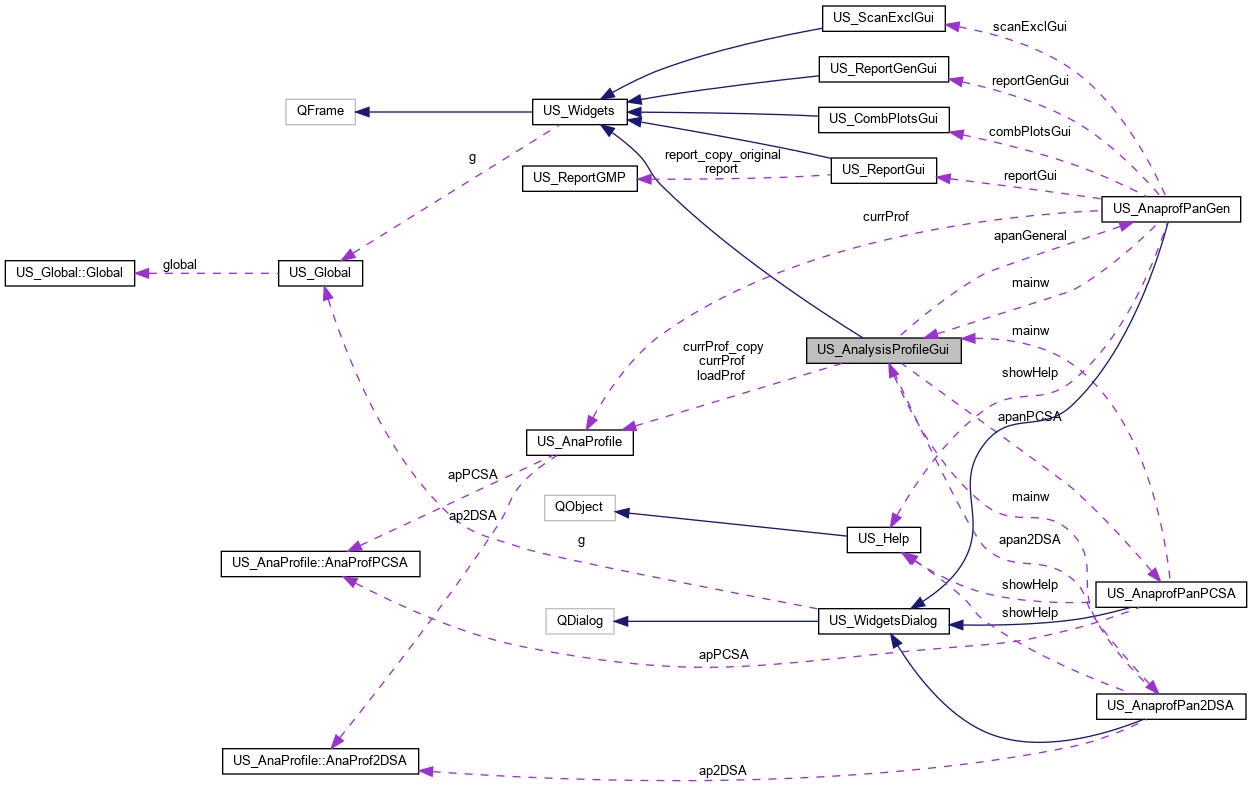 US_ScanExclGui
scanExclGui
US_ReportGenGui
reportGenGui
QFrame
US_Widgets
US_CombPlotsGui
combPlotsGui
g
report_copy_original
report
US_ReportGMP
US_ReportGui
reportGui
US_AnaprofPanGen
currProf
apanGeneral
US_Global::Global
global
US_Global
mainw
mainw
currProf_copy
currProf
loadProf
US_AnalysisProfileGui
showHelp
apanPCSA
US_AnaProfile
apPCSA
ap2DSA
QObject
mainw
g
US_Help
apan2DSA
US_AnaProfile::AnaProfPCSA
showHelp
US_AnaprofPanPCSA
QDialog
US_WidgetsDialog
showHelp
apPCSA
US_AnaprofPan2DSA
US_AnaProfile::AnaProf2DSA
ap2DSA